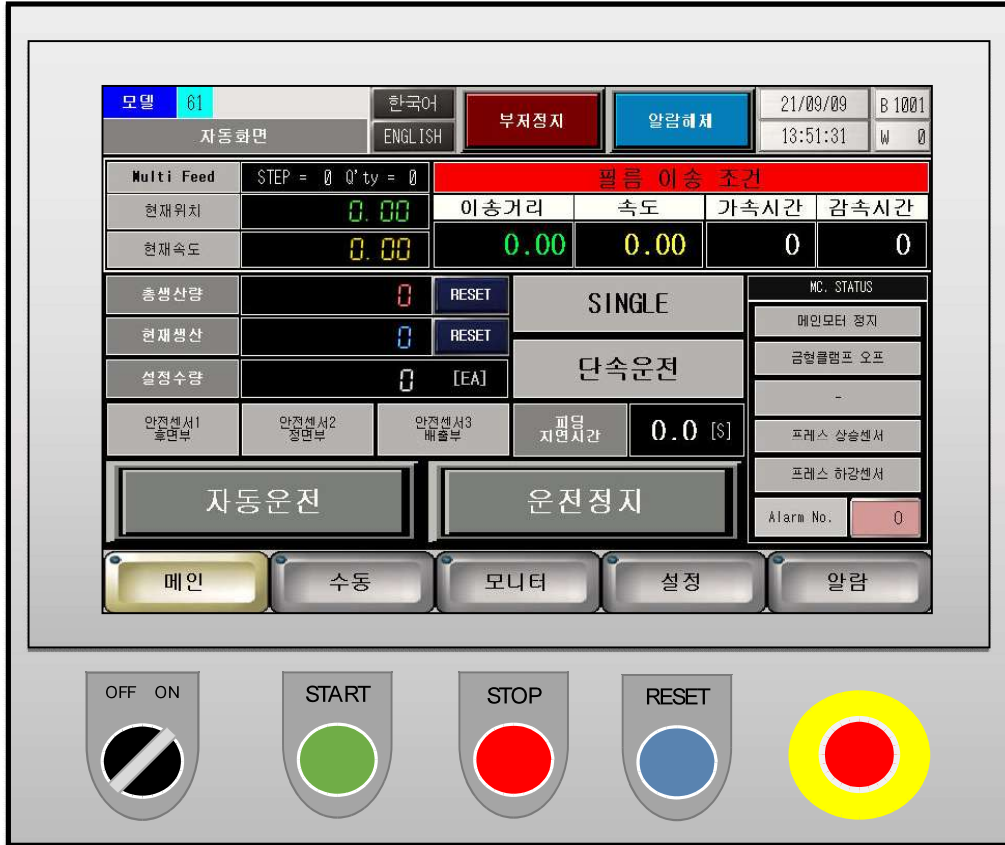 모델 61 한국어 부저정지 알람해제 21/09/09 B 1001
자동화면 ENGLISH 13:51:31 W 0
Multi Feed STEP = 0 Q'ty = 0 필름 이송 조건
현재위치 0.00 이송거리 속도 가속시간 감속시간
현재속도 0.00 0.00 0.00 0 0
총생산량 0 RESET SINGLE MC. STATUS
메인모터 정지
현재생산 0 RESET
금형클램프 오프
설정수량 0 [EA] 단속운전
-
안전센서1 안전센서2 안전센서3 피딩 0.0 [S] 프레스 상승센서
후면부 정면부 배출부 지연시간
프레스 하강센서
자동운전 운전정지
Alarm No. 0
메인 수동 모니터 설정 알람
OFF ON START STOP RESET